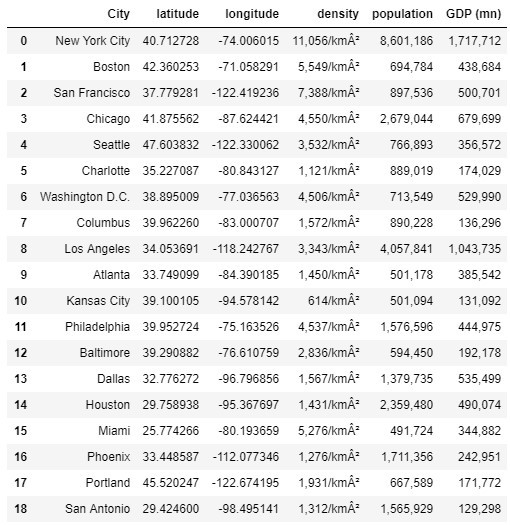 City latitude longitude density population GDP (mn)
0 New York City 40.712728 -74.006015 11,056/kmÂ² 8,601,186 1,717,712
1 Boston 42.360253 -71.058291 5,549/kmÂ² 694,784 438,684
2 San Francisco 37.779281 -122.419236 7,388/kmÂ² 897,536 500,701
3 Chicago 41.875562 -87.624421 4,550/kmÂ² 2,679,044 679,699
4 Seattle 47.603832 -122.330062 3,532/kmÂ² 766,893 356,572
5 Charlotte 35.227087 -80.843127 1,121/kmÂ² 889,019 174,029
6 Washington D.C. 38.895009 -77.036563 4,506/kmÂ² 713,549 529,990
7 Columbus 39.962260 -83.000707 1,572/kmÂ² 890,228 136,296
8 Los Angeles 34.053691 -118.242767 3,343/kmÂ² 4,057,841 1,043,735
9 Atlanta 33.749099 -84.390185 1,450/kmÂ² 501,178 385,542
10 Kansas City 39.100105 -94.578142 614/kmÂ² 501,094 131,092
11 Philadelphia 39.952724 -75.163526 4,537/kmÂ² 1,576,596 444,975
12 Baltimore 39.290882 -76.610759 2,836/kmÂ² 594,450 192,178
13 Dallas 32.776272 -96.796856 1,567/kmÂ² 1,379,735 535,499
14 Houston 29.758938 -95.367697 1,431/kmÂ² 2,359,480 490,074
15 Miami 25.774266 -80.193659 5,276/kmÂ² 491,724 344,882
16 Phoenix 33.448587 -112.077346 1,276/kmÂ² 1,711,356 242,951
17 Portland 45.520247 -122.674195 1,931/kmÂ² 667,589 171,772
18 San Antonio 29.424600 -98.495141 1,312/kmÂ² 1,565,929 129,298